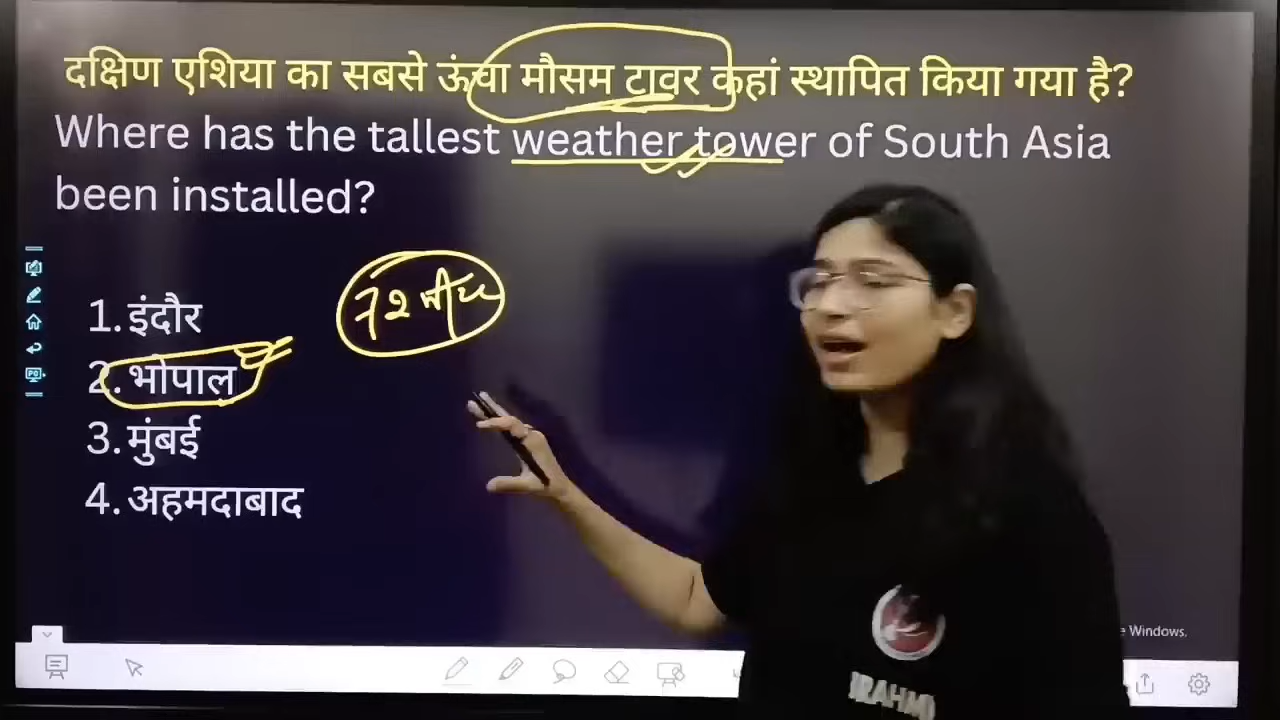 दक्षिण एशिया का सबसे ऊंचा मौसम टावर कहां स्थापित किया गया है?
Where has the tallest weather tower of South Asia
been installed?
1. इंदौर
72 मीटर
2. भोपाल
3. मुंबई
4. अहमदाबाद
Windows.